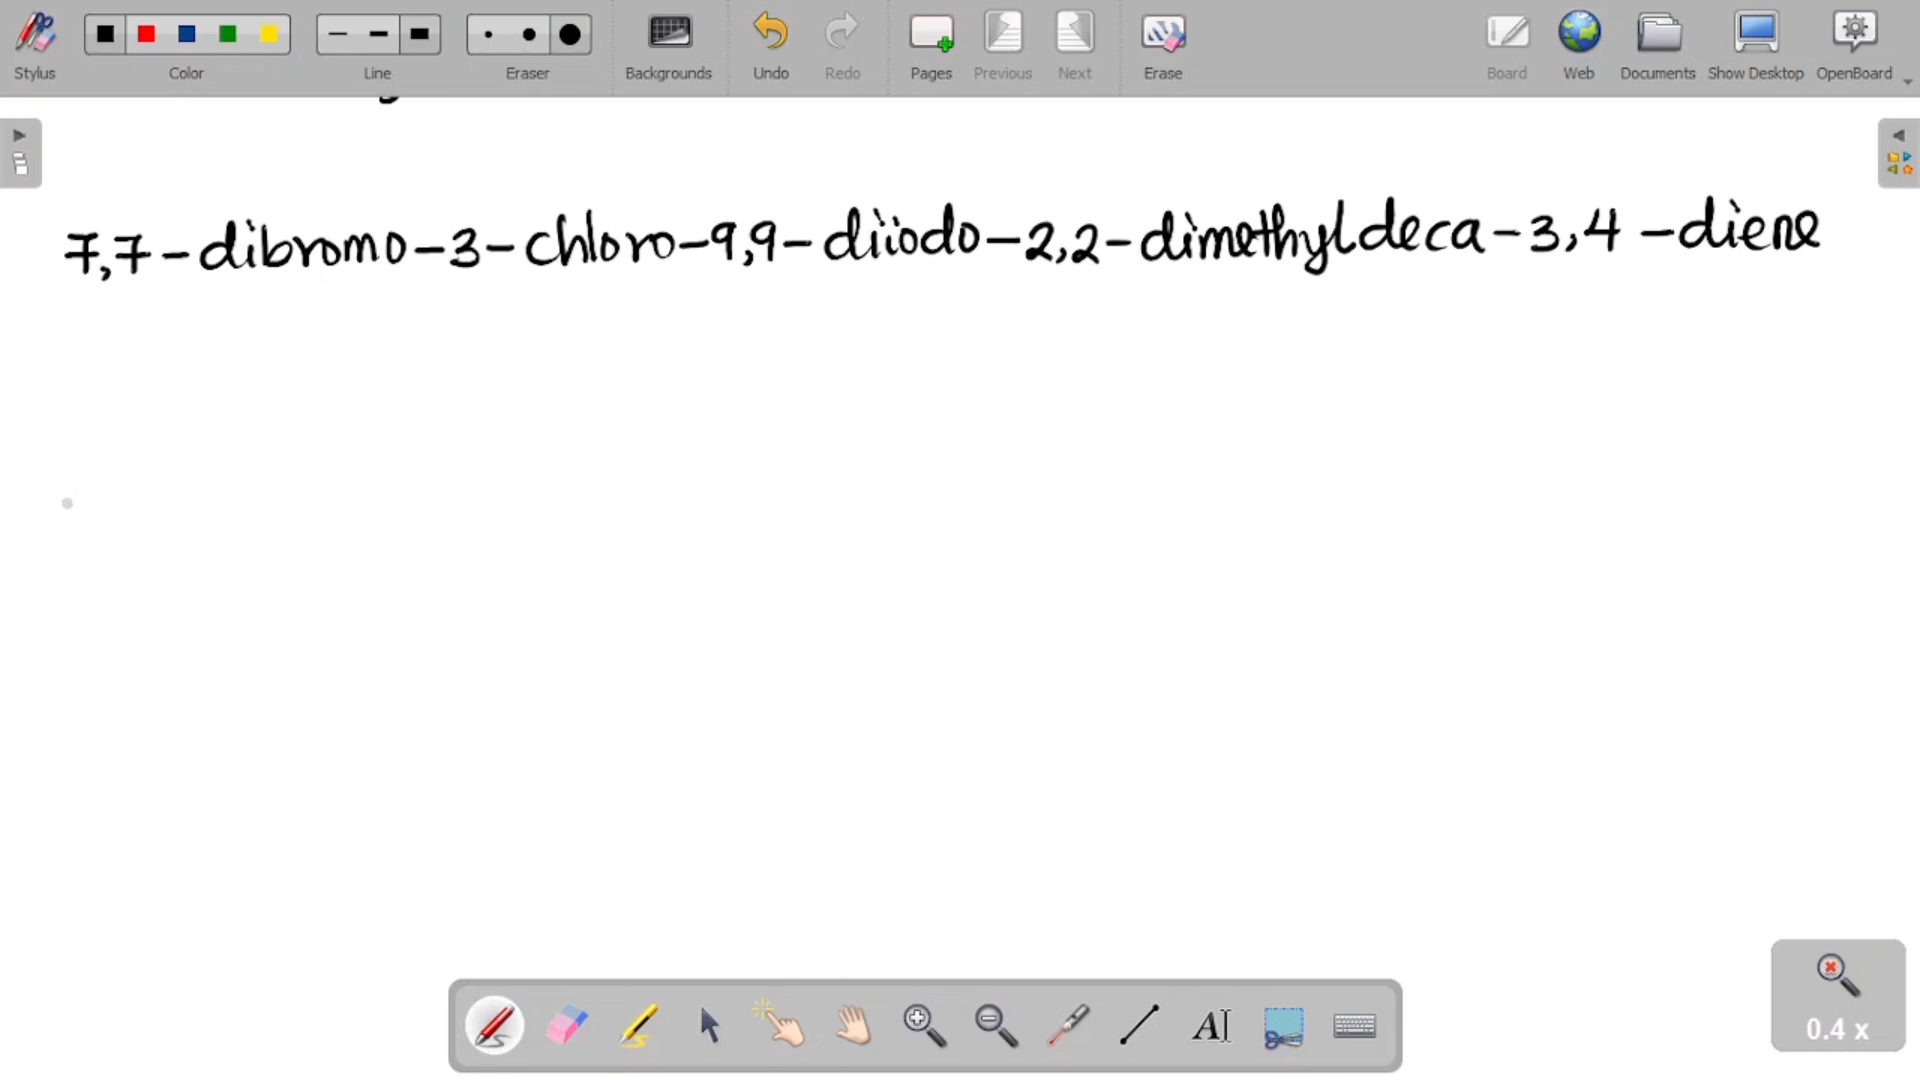 Stylus
Color
Line
Eraser
Backgrounds
Undo
Redo
Pages
Previous
Next
Erase
Board
Web
Documents
Show Desktop
OpenBoard
7,7-dibromo-3-chloro-9,9-diiodo-2,2-dimethyldeca-3,4-diene
0.4 x